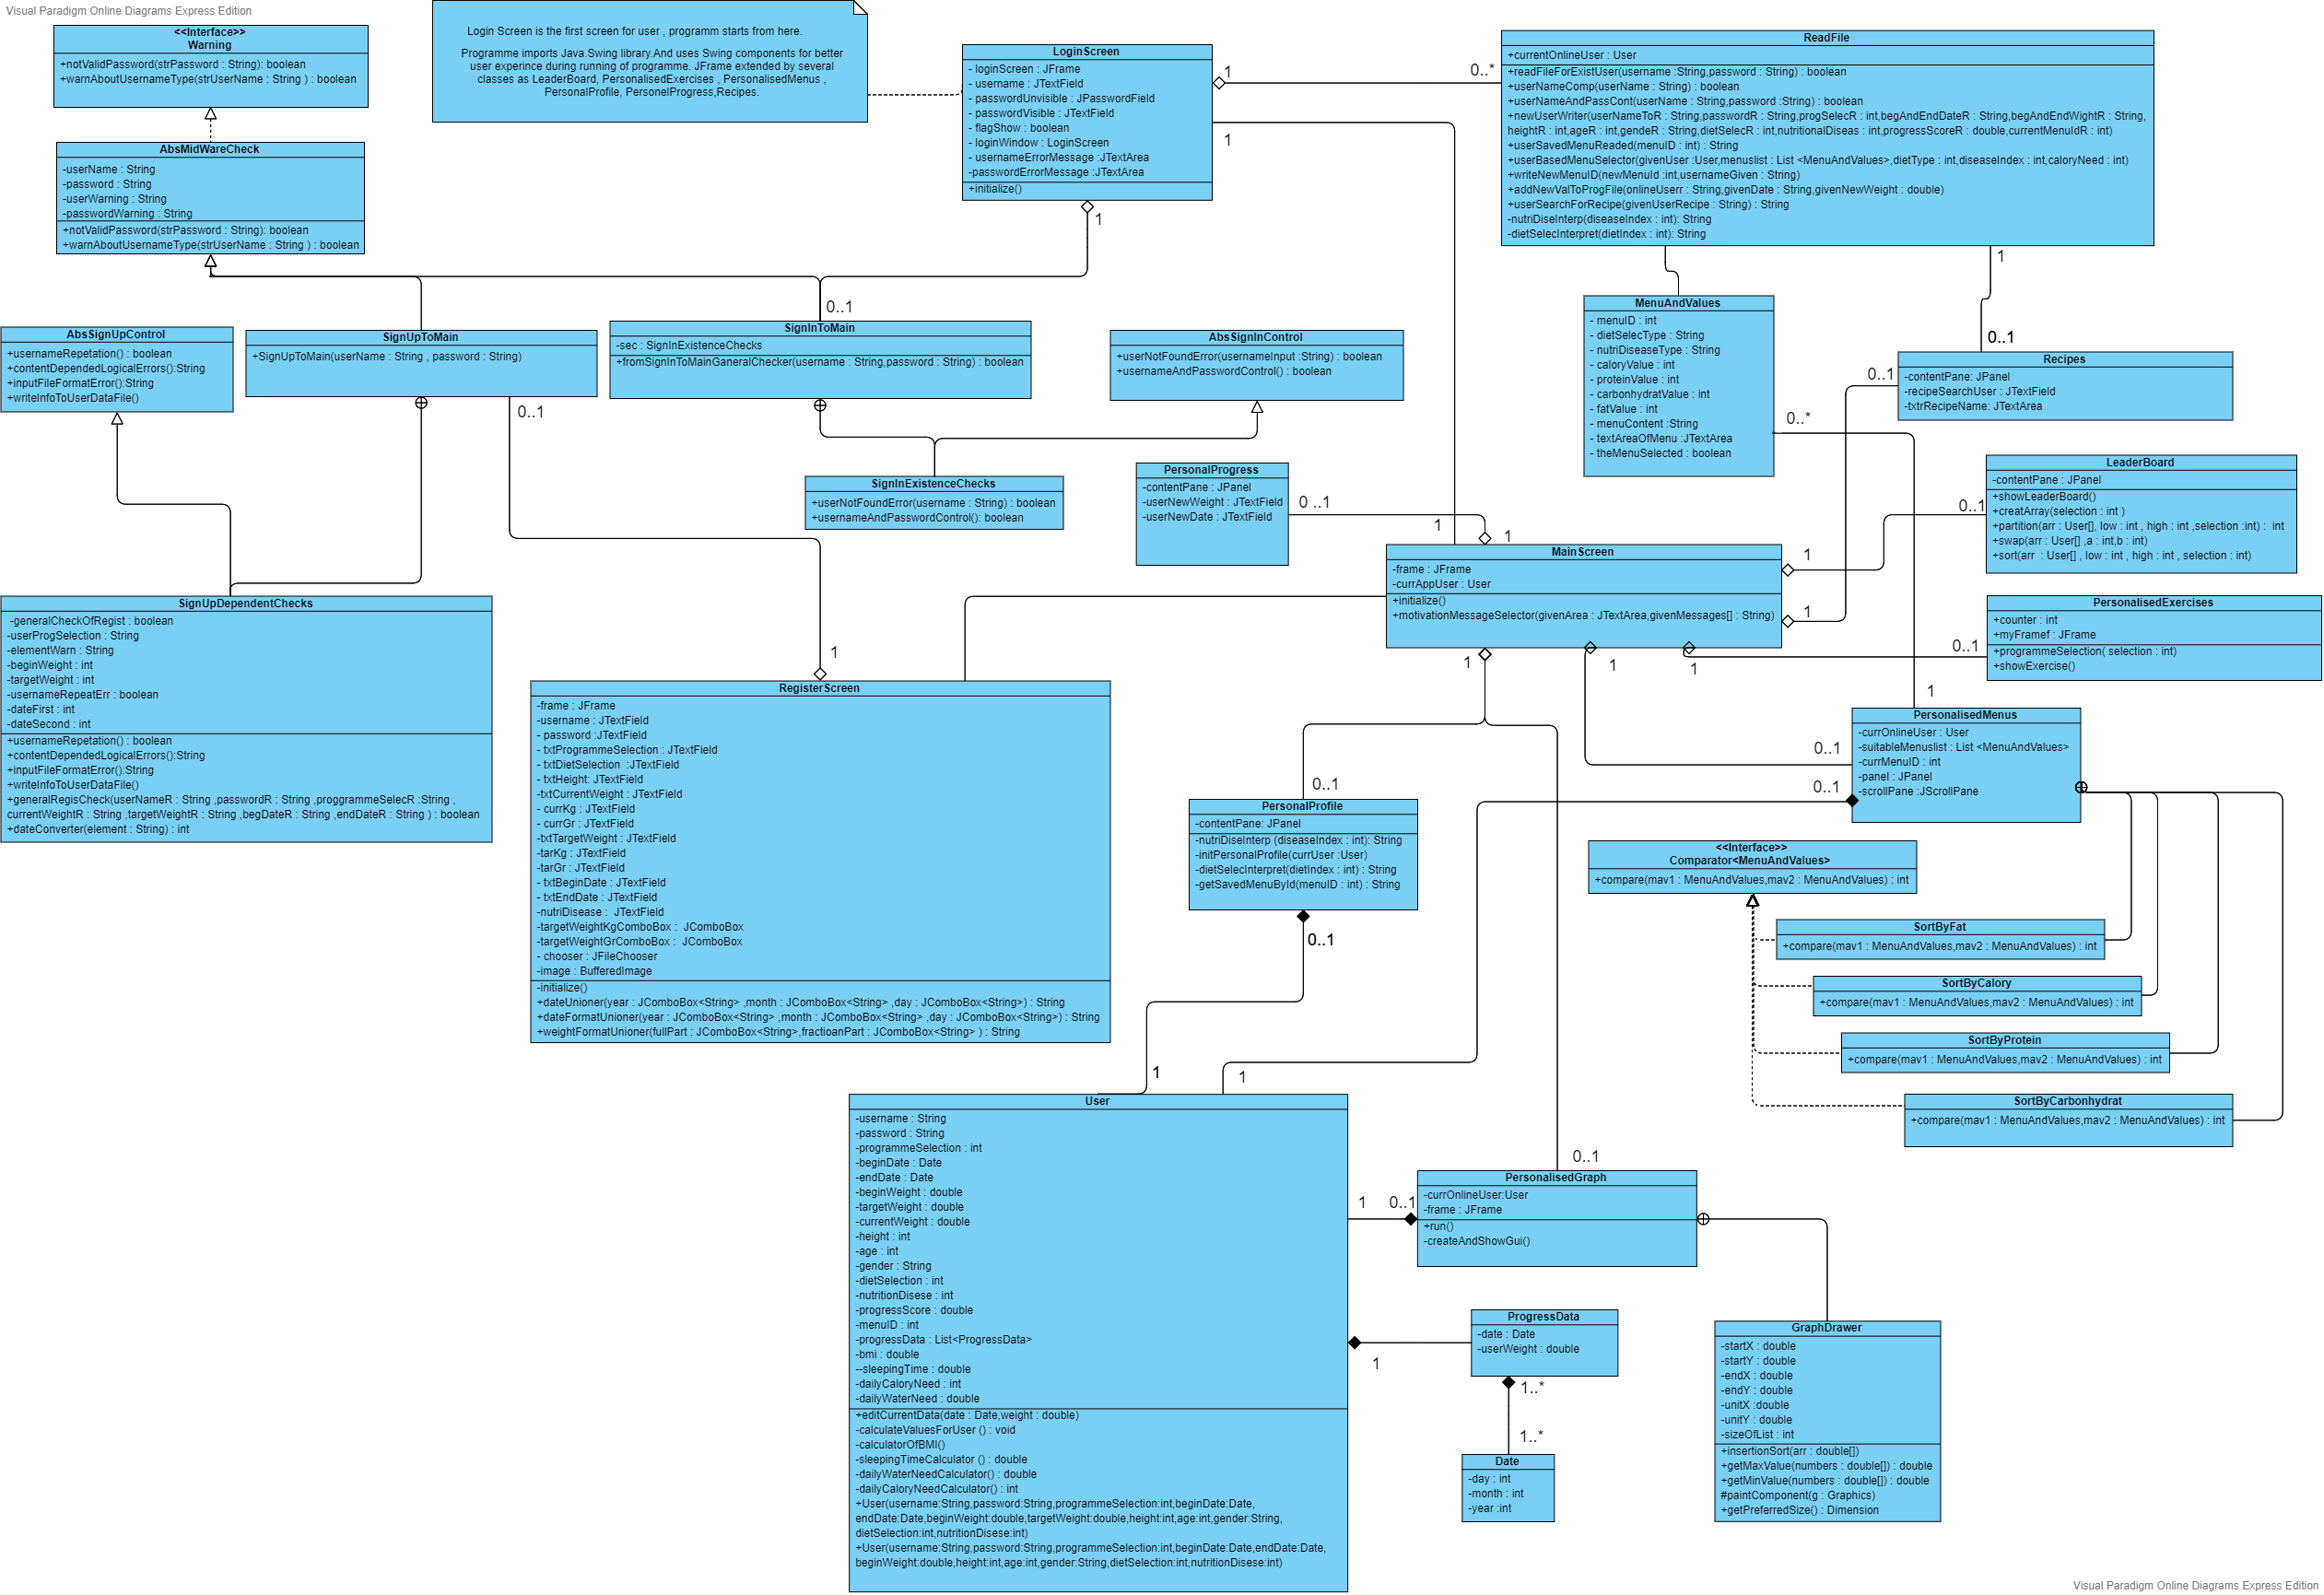 Visual Paradigm Online Diagrams Express Edition
<<Interface>>
Warning
+notValidPassword(strPassword : String): boolean
+warnAboutUsernameType(strUserName : String ) : boolean
Login Screen is the first screen for user , programm starts from here.
Programme imports Java.Swing library.And uses Swing components for better
user experince during running of programme. JFrame extended by several
classes as LeaderBoard, PersonalisedExercises , PersonalisedMenus ,
PersonalProfile, PersonelProgress,Recipes.
LoginScreen
- loginScreen : JFrame
- username : JTextField
- passwordUnvisible : JPasswordField
- passwordVisible : JTextField
- flagShow : boolean
- loginWindow : LoginScreen
- usernameErrorMessage :JTextArea
-passwordErrorMessage :JTextArea
+initialize()
1
0..*
1
1
ReadFile
+currentOnlineUser : User
+readFileForExistUser(username :String,password : String) : boolean
+userNameComp(userName : String) : boolean
+userNameAndPassCont(userName : String,password :String) : boolean
+newUserWriter(userNameToR : String,passwordR : String,progSelecR : int,begAndEndDateR : String,begAndEndWightR : String,
heightR : int,ageR : int,gendeR : String,dietSelecR : int,nutritionalDiseas : int,progressScoreR : double,currentMenuIdR : int)
+userSavedMenuReaded(menuID : int) : String
+userBasedMenuSelector(givenUser :User,menuslist : List <MenuAndValues>,dietType : int,diseaseIndex : int,caloryNeed : int)
+writeNewMenuID(newMenuId :int,usernameGiven : String)
+addNewValToProgFile(onlineUserr : String,givenDate : String,givenNewWeight : double)
+userSearchForRecipe(givenUserRecipe : String) : String
-nutriDiseInterp(diseaseIndex : int): String
-dietSelecInterpret(dietIndex : int): String
1
AbsMidWareCheck
-userName : String
-password : String
-userWarning : String
-passwordWarning : String
+notValidPassword(strPassword : String): boolean
+warnAboutUsernameType(strUserName : String ) : boolean
AbsSignUpControl
+usernameRepetation() : boolean
+contentDependedLogicalErrors():String
+inputFileFormatError():String
+writeInfoToUserDataFile()
SignUpToMain
+SignUpToMain(userName : String , password : String)
0..1
0..1
SignInToMain
-sec : SignInExistenceChecks
+fromSignInToMainGaneralChecker(username : String,password : String) : boolean
AbsSignInControl
+userNotFoundError(usernameInput :String) : boolean
+usernameAndPasswordControl() : boolean
SignInExistenceChecks
+userNotFoundError(username : String) : boolean
+usernameAndPasswordControl(): boolean
MenuAndValues
- menuID : int
- dietSelecType : String
- nutriDiseaseType : String
- caloryValue : int
- proteinValue : int
- carbonhydratValue : int
- fatValue : int
- menuContent :String
- textAreaOfMenu :JTextArea
- theMenuSelected : boolean
0..*
0..1
0..1
Recipes
-contentPane: JPanel
-recipeSearchUser : JTextField
-txtrRecipeName: JTextArea
PersonalProgress
-contentPane : JPanel
-userNewWeight : JTextField
-userNewDate : JTextField
0 ..1
1
1
LeaderBoard
-contentPane : JPanel
+showLeaderBoard()
+creatArray(selection : int )
+partition(arr : User[], low : int , high : int ,selection :int) :  int
+swap(arr : User[] ,a : int,b : int)
+sort(arr  : User[] , low : int , high : int , selection : int)
0..1
MainScreen
-frame : JFrame
-currAppUser : User
+initialize()
+motivationMessageSelector(givenArea : JTextArea,givenMessages[] : String)
1
1
1
1
1
PersonalisedExercises
+counter : int
+myFramef : JFrame
+programmeSelection( selection : int)
+showExercise()
0..1
SignUpDependentChecks
-generalCheckOfRegist : boolean
-userProgSelection : String
-elementWarn : String
-beginWeight : int
-targetWeight : int
-usernameRepeatErr : boolean
-dateFirst : int
-dateSecond : int
+usernameRepetation() : boolean
+contentDependedLogicalErrors():String
+inputFileFormatError():String
+writeInfoToUserDataFile()
+generalRegisCheck(userNameR : String ,passwordR : String ,proggrammeSelecR :String ,
currentWeightR : String ,targetWeightR : String ,begDateR : String ,endDateR : String ) : boolean
+dateConverter(element : String) : int
1
RegisterScreen
-frame : JFrame
-username : JTextField
- password :JTextField
- txtProgrammeSelection : JTextField
- txtDietSelection  :JTextField
- txtHeight: JTextField
-txtCurrentWeight : JTextField
- currKg : JTextField
- currGr : JTextField
-txtTargetWeight : JTextField
-tarKg : JTextField
-tarGr : JTextField
- txtBeginDate : JTextField
- txtEndDate : JTextField
-nutriDisease :  JTextField
-targetWeightKgComboBox :  JComboBox
-targetWeightGrComboBox :  JComboBox
- chooser : JFileChooser
-image : BufferedImage
-initialize()
+dateUnioner(year : JComboBox<String> ,month : JComboBox<String> ,day : JComboBox<String>) : String
+dateFormatUnioner(year : JComboBox<String> ,month : JComboBox<String> ,day : JComboBox<String>) : String
+weightFormatUnioner(fullPart : JComboBox<String>,fractioanPart : JComboBox<String> ) : String
1
PersonalisedMenus
-currOnlineUser : User
-suitableMenuslist : List <MenuAndValues>
-currMenuID : int
-panel : JPanel
-scrollPane :JScrollPane
0..1
0..1
0..1
PersonalProfile
-contentPane: JPanel
-nutriDiseInterp (diseaseIndex : int): String
-initPersonalProfile(currUser :User)
-dietSelecInterpret(dietIndex : int) : String
-getSavedMenuById(menuID : int) : String
0..1
<<Interface>>
Comparator<MenuAndValues>
+compare(mav1 : MenuAndValues,mav2 : MenuAndValues) : int
SortByFat
+compare(mav1 : MenuAndValues,mav2 : MenuAndValues) : int
SortByCalory
+compare(mav1 : MenuAndValues,mav2 : MenuAndValues) : int
SortByProtein
+compare(mav1 : MenuAndValues,mav2 : MenuAndValues) : int
SortByCarbonhydrat
+compare(mav1 : MenuAndValues,mav2 : MenuAndValues) : int
1
1
User
-username : String
-password : String
-programmeSelection : int
-beginDate : Date
-endDate : Date
-beginWeight : double
-targetWeight : double
-currentWeight : double
-height : int
-age : int
-gender : String
-dietSelection : int
-nutritionDisese : int
-progressScore : double
-menuID : int
-progressData : List<ProgressData>
-bmi : double
--sleepingTime : double
-dailyCaloryNeed : int
-dailyWaterNeed : double
+editCurrentData(date : Date,weight : double)
-calculateValuesForUser () : void
-calculatorOfBMI()
-sleepingTimeCalculator () : double
-dailyWaterNeedCalculator() : double
-dailyCaloryNeedCalculator() : int
+User(username:String,password:String,programmeSelection:int,beginDate:Date,
endDate:Date,beginWeight:double,targetWeight:double,height:int,age:int,gender:String,
dietSelection:int,nutritionDisese:int)
+User(username:String,password:String,programmeSelection:int,beginDate:Date,endDate:Date,
beginWeight:double,height:int,age:int,gender:String,dietSelection:int,nutritionDisese:int)
0..1
1
0..1
PersonalisedGraph
-currOnlineUser:User
-frame : JFrame
+run()
-createAndShowGui()
1
ProgressData
-date : Date
-userWeight : double
1..*
1..*
Date
-day : int
-month : int
-year :int
GraphDrawer
-startX : double
-startY : double
-endX : double
-endY : double
-unitX :double
-unitY : double
-sizeOfList : int
+insertionSort(arr : double[])
+getMaxValue(numbers : double[]) : double
+getMinValue(numbers : double[]) : double
#paintComponent(g : Graphics)
+getPreferredSize() : Dimension
Visual Paradigm Online Diagrams Express Edition